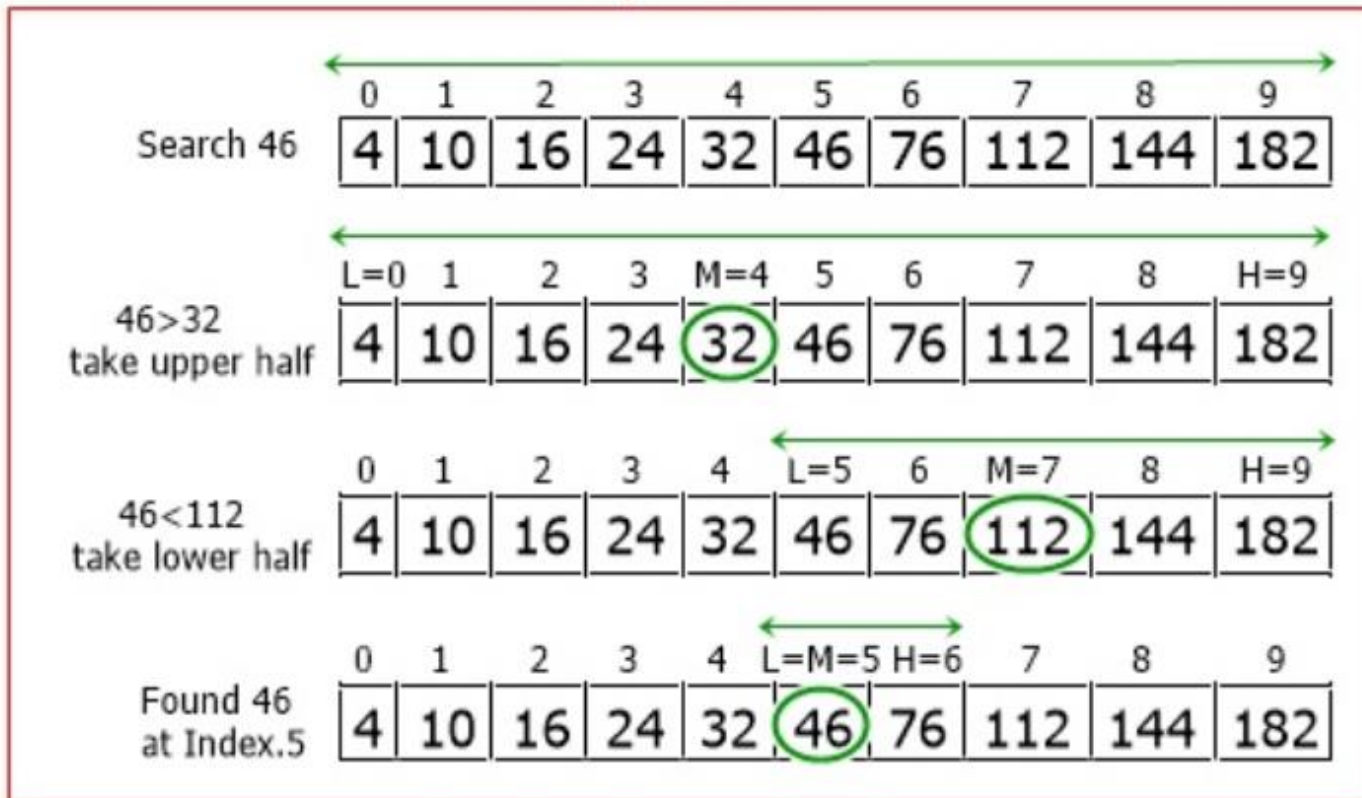 0 1 2 3 4 5 6 7 8 9
Search 46 4 10 16 24 32 46 76 112 144 182
L=0 1 2 3 M=4 5 6 7 8 H=9
46>32
take upper half
4 10 16 24 32 46 76 112 144 182
0 1 2 3 4 L=5 6 M=7 8 H=9
46<112
take lower half
4 10 16 24 32 46 76 112 144 182
0 1 2 3 4 L=M=5 H=6 7 8 9
Found 46
at Index.5
4 10 16 24 32 46 76 112 144 182